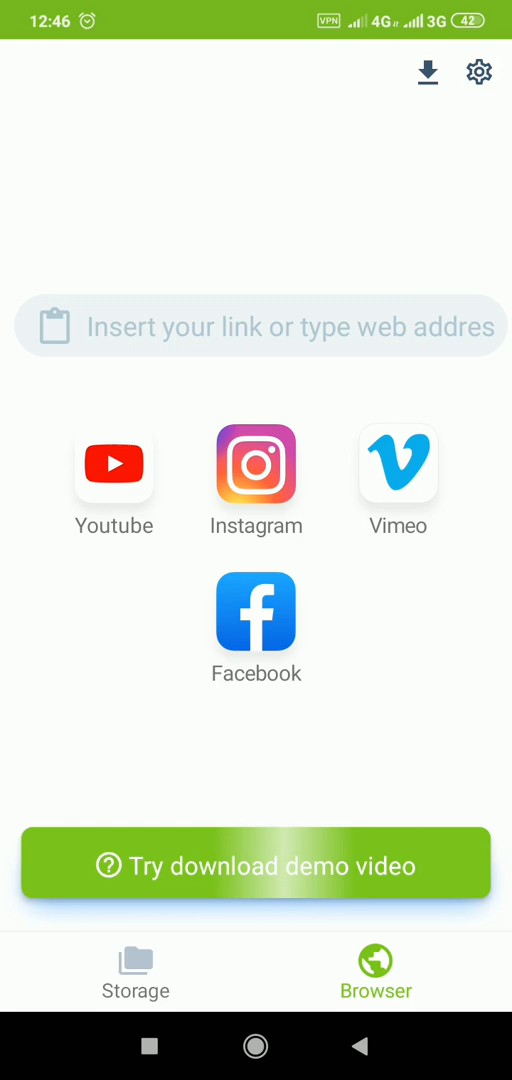 12:46 VPN 4G 3G 42
Insert your link or type web addres
Youtube Instagram Vimeo
Facebook
Try download demo video
Storage Browser